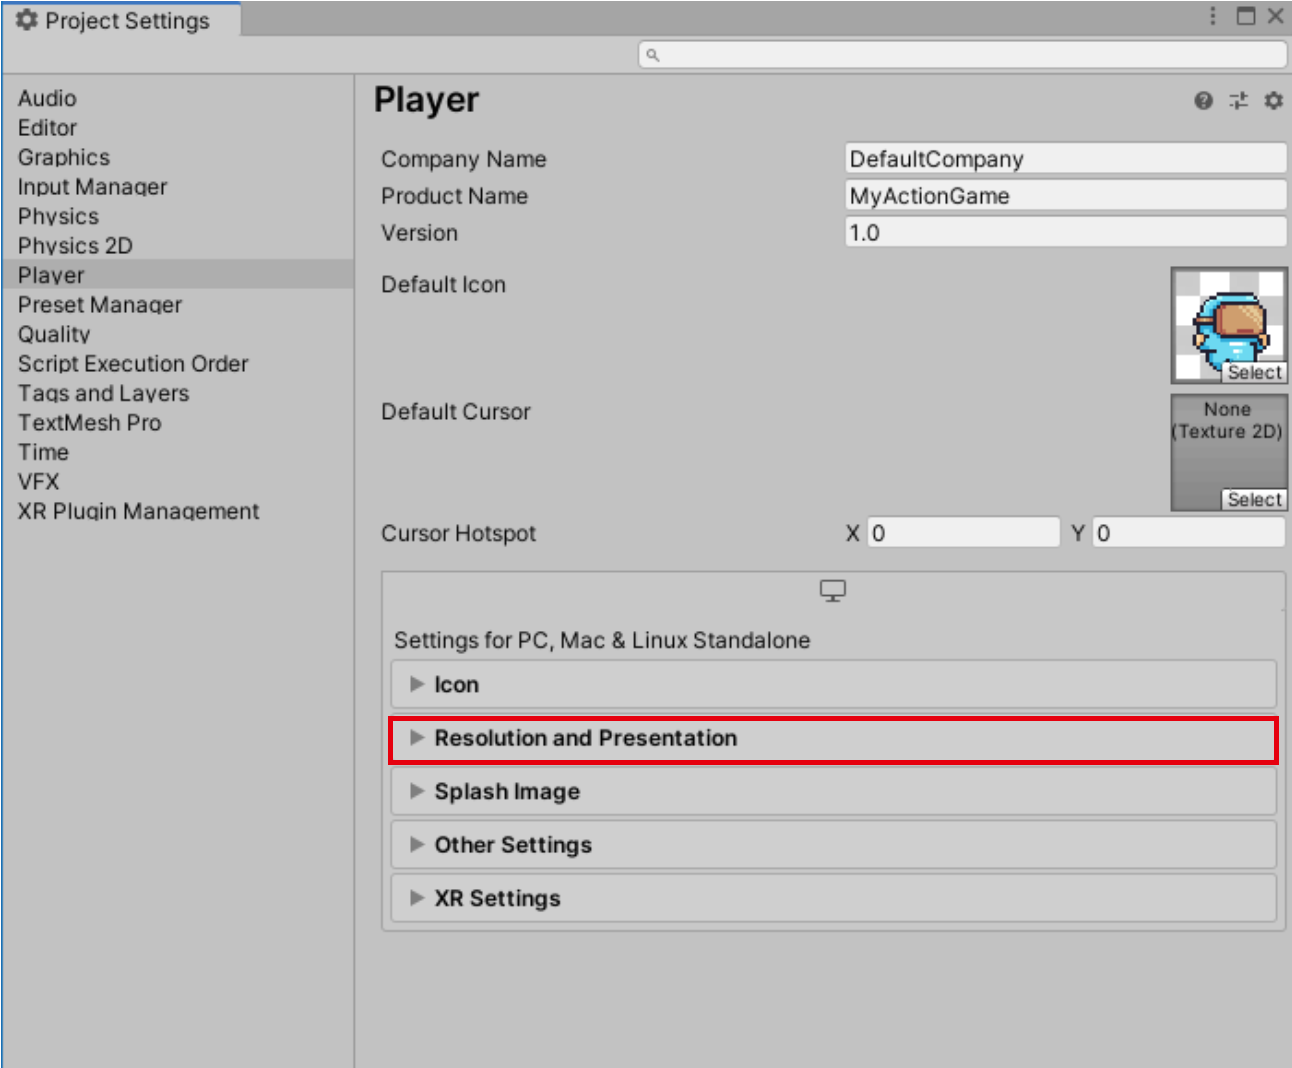 Project Settings
Audio
Editor
Graphics
Input Manager
Physics
Physics 2D
Player
Preset Manager
Quality
Script Execution Order
Tags and Layers
TextMesh Pro
Time
VFX
XR Plugin Management
Player
Company Name DefaultCompany
Product Name MyActionGame
Version 1.0
Default Icon
Select
Default Cursor
None
(Texture 2D)
Select
Cursor Hotspot X 0 Y 0
Settings for PC, Mac & Linux Standalone
Icon
Resolution and Presentation
Splash Image
Other Settings
XR Settings